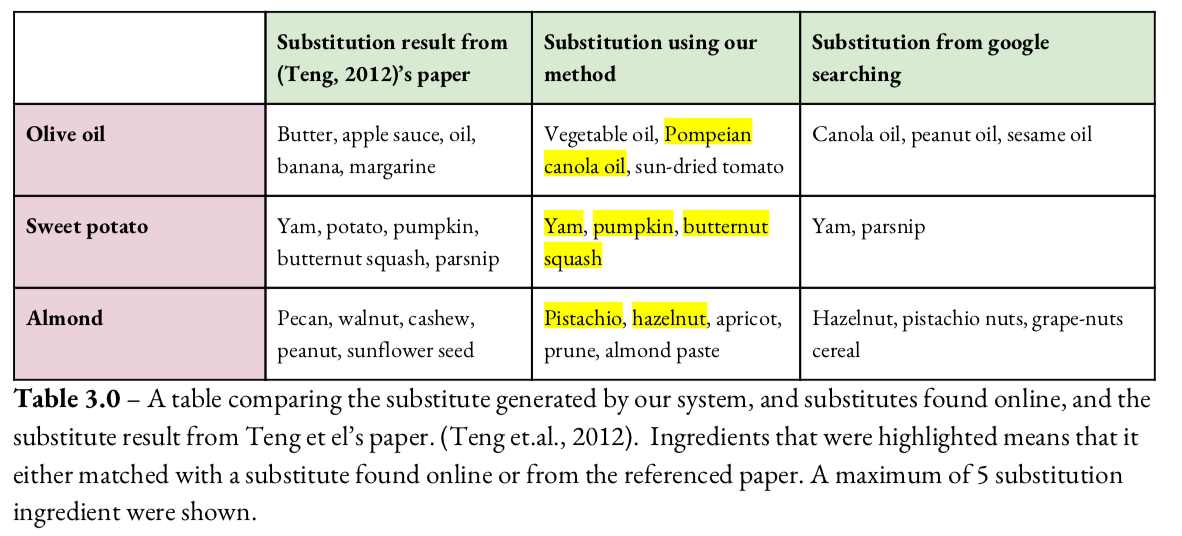 Substitution result from (Teng, 2012)'s paper
Substitution using our method
Substitution from google searching
Olive oil
Butter, apple sauce, oil, banana, margarine
Vegetable oil, Pompeian canola oil, sun-dried tomato
Canola oil, peanut oil, sesame oil
Sweet potato
Yam, potato, pumpkin, butternut squash, parsnip
Yam, pumpkin, butternut squash
Yam, parsnip
Almond
Pecan, walnut, cashew, peanut, sunflower seed
Pistachio, hazelnut, apricot, prune, almond paste
Hazelnut, pistachio nuts, grape-nuts cereal
Table 3.0 – A table comparing the substitute generated by our system, and substitutes found online, and the
substitute result from Teng et el's paper. (Teng et.al., 2012).  Ingredients that were highlighted means that it
either matched with a substitute found online or from the referenced paper. A maximum of 5 substitution
ingredient were shown.